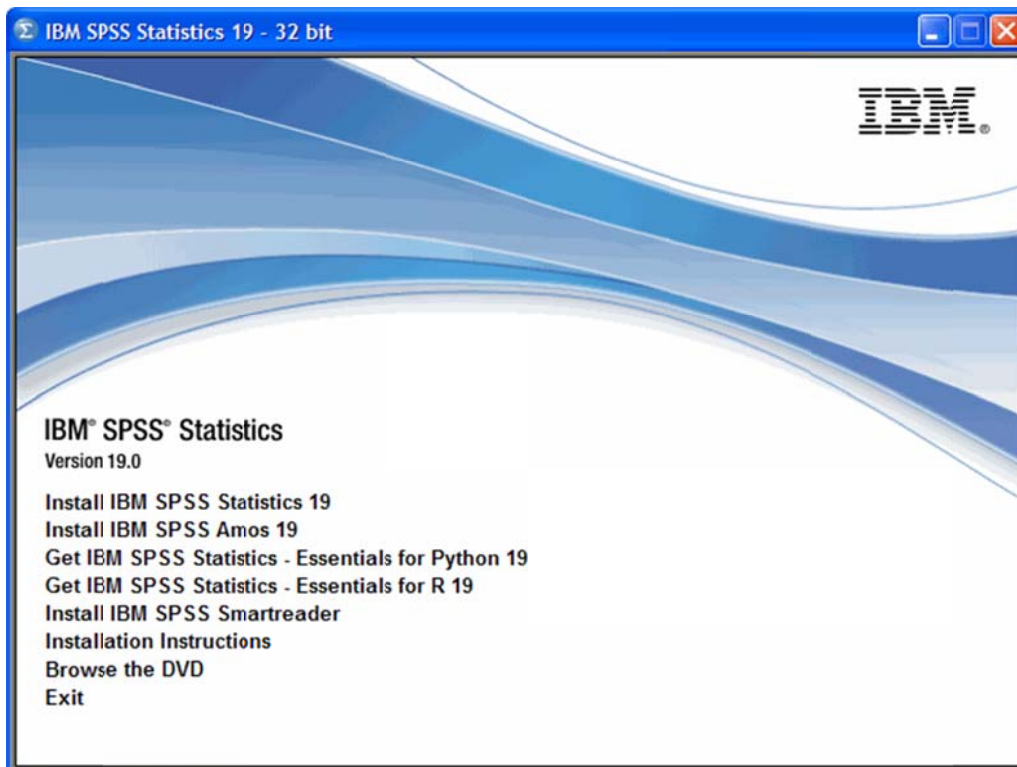 IBM SPSS Statistics 19 - 32 bit
IBM®
IBM® SPSS® Statistics
Version 19.0
Install IBM SPSS Statistics 19
Install IBM SPSS Amos 19
Get IBM SPSS Statistics - Essentials for Python 19
Get IBM SPSS Statistics - Essentials for R 19
Install IBM SPSS Smartreader
Installation Instructions
Browse the DVD
Exit